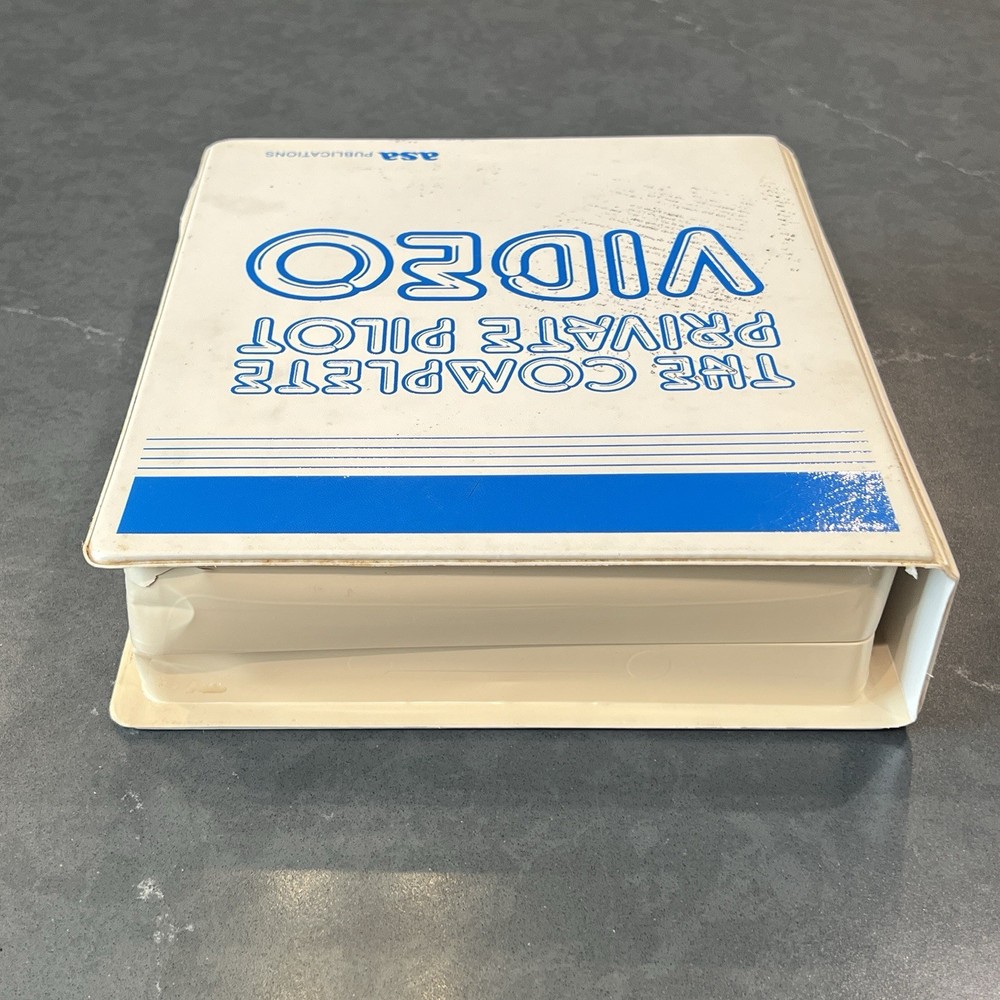 THE COMPLETE
PRIVATE PILOT
VIDEO
asa PUBLICATIONS